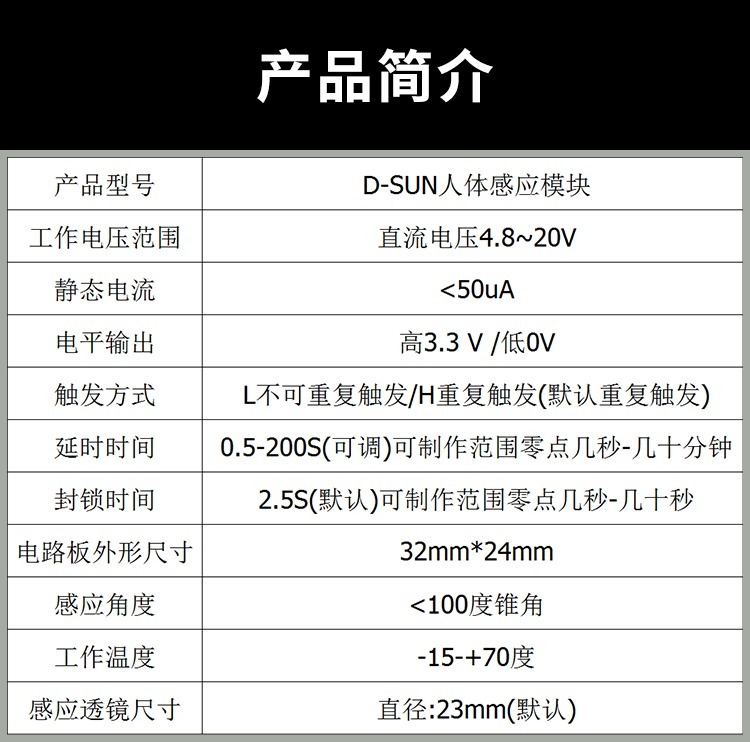 产品简介
产品型号 D-SUN人体感应模块
工作电压范围 直流电压4.8~20V
静态电流 <50uA
电平输出 高3.3 V /低0V
触发方式 L不可重复触发/H重复触发(默认重复触发)
延时时间 0.5-200S(可调)可制作范围零点几秒-几十分钟
封锁时间 2.5S(默认)可制作范围零点几秒-几十秒
电路板外形尺寸 32mm*24mm
感应角度 <100度锥角
工作温度 -15-+70度
感应透镜尺寸 直径:23mm(默认)